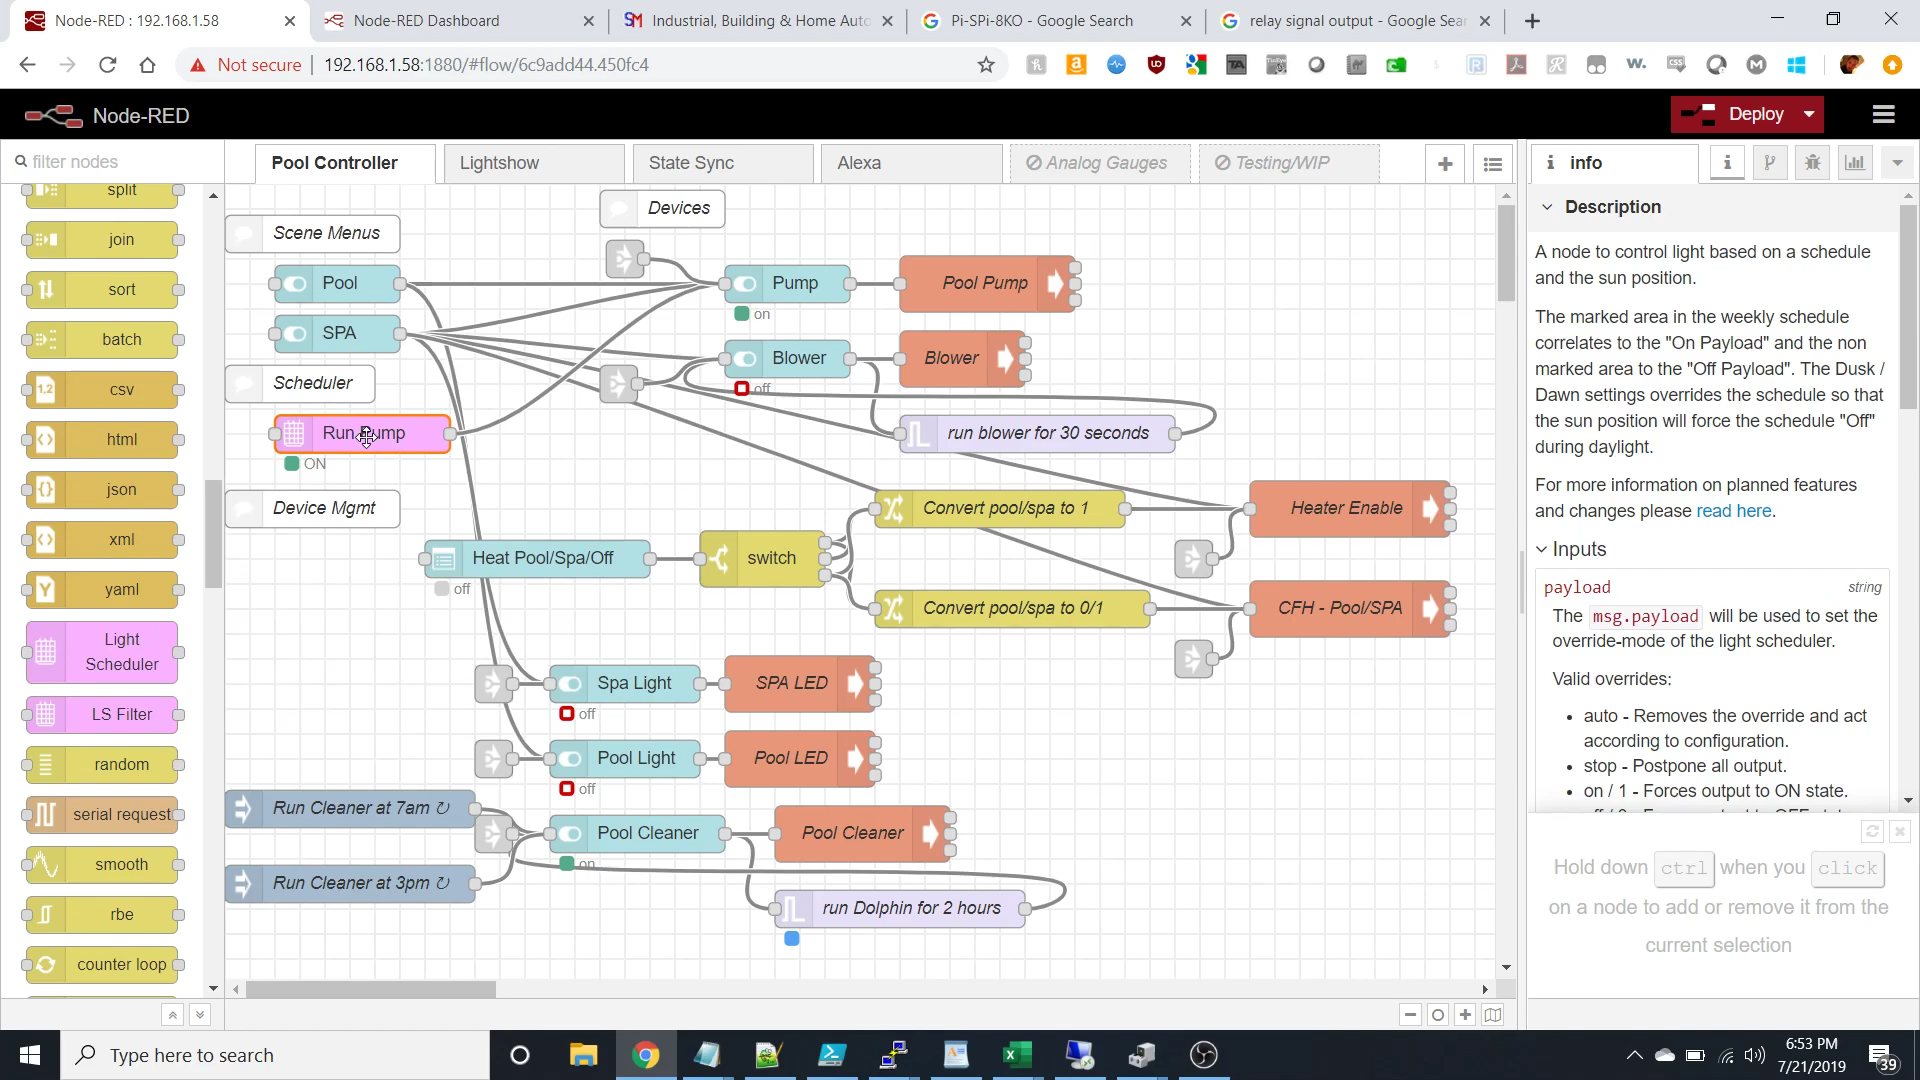 Node-RED : 192.168.1.58
Node-RED Dashboard
Industrial, Building & Home Auto
Pi-SPi-8KO - Google Search
relay signal output - Google Sear
Not secure
192.168.1.58:1880/#flow/6c9add44.450fc4
Node-RED
Deploy
filter nodes
Pool Controller
Lightshow
State Sync
Alexa
Analog Gauges
Testing/WIP
info
split
join
sort
batch
csv
html
json
xml
yaml
Light
Scheduler
LS Filter
random
serial request
smooth
rbe
counter loop
Scene Menus
Pool
SPA
Scheduler
Run Pump
ON
Device Mgmt
Devices
Pump
on
Pool Pump
Blower
off
Blower
run blower for 30 seconds
Heat Pool/Spa/Off
off
switch
Convert pool/spa to 1
Convert pool/spa to 0/1
Heater Enable
CFH - Pool/SPA
Spa Light
off
SPA LED
Pool Light
off
Pool LED
Run Cleaner at 7am ↻
Run Cleaner at 3pm ↻
Pool Cleaner
on
Pool Cleaner
run Dolphin for 2 hours
Description
A node to control light based on a schedule
and the sun position.
The marked area in the weekly schedule
correlates to the "On Payload" and the non
marked area to the "Off Payload". The Dusk /
Dawn settings overrides the schedule so that
the sun position will force the schedule "Off"
during daylight.
For more information on planned features
and changes please read here.
Inputs
payload string
The msg.payload will be used to set the
override-mode of the light scheduler.
Valid overrides:
• auto - Removes the override and act
according to configuration.
• stop - Postpone all output.
• on / 1 - Forces output to ON state.
Hold down ctrl when you click
on a node to add or remove it from the
current selection
Type here to search
6:53 PM
7/21/2019
39